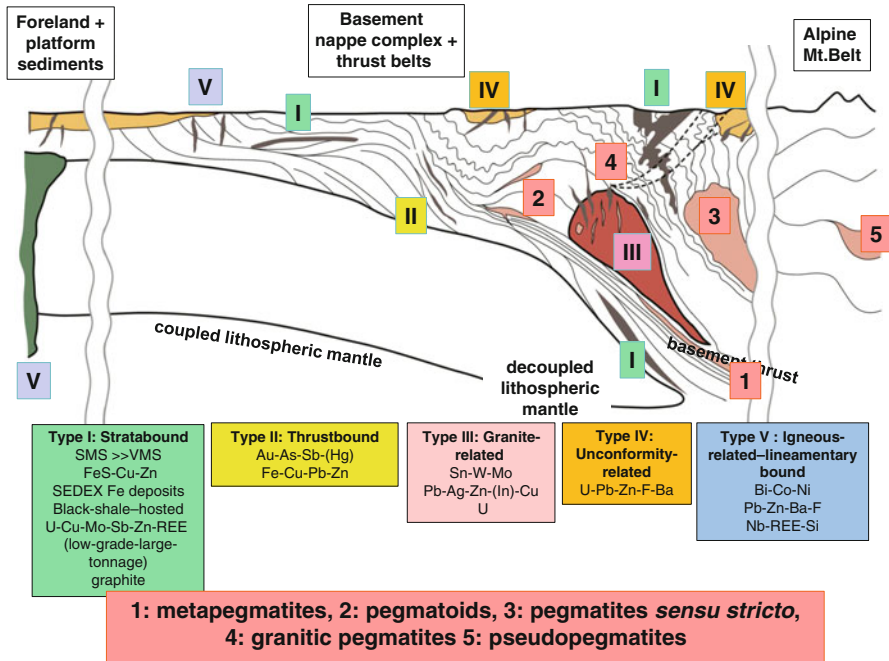 Foreland +
platform
sediments
Basement
nappe complex +
thrust belts
Alpine
Mt.Belt
V
I
IV
I
IV
4
2
3
II
III
5
coupled lithospheric mantle
V
I
basement thrust
1
decoupled
lithospheric
mantle
Type I: Stratabound
SMS >>VMS
FeS-Cu-Zn
SEDEX Fe deposits
Black-shale–hosted
U-Cu-Mo-Sb-Zn-REE
(low-grade-large-
tonnage)
graphite
Type II: Thrustbound
Au-As-Sb-(Hg)
Fe-Cu-Pb-Zn
Type III: Granite-
related
Sn-W-Mo
Pb-Ag-Zn-(In)-Cu
U
Type IV:
Unconformity-
related
U-Pb-Zn-F-Ba
Type V : Igneous-
related–lineamentary
bound
Bi-Co-Ni
Pb-Zn-Ba-F
Nb-REE-Si
1: metapegmatites, 2: pegmatoids, 3: pegmatites sensu stricto,
4: granitic pegmatites 5: pseudopegmatites